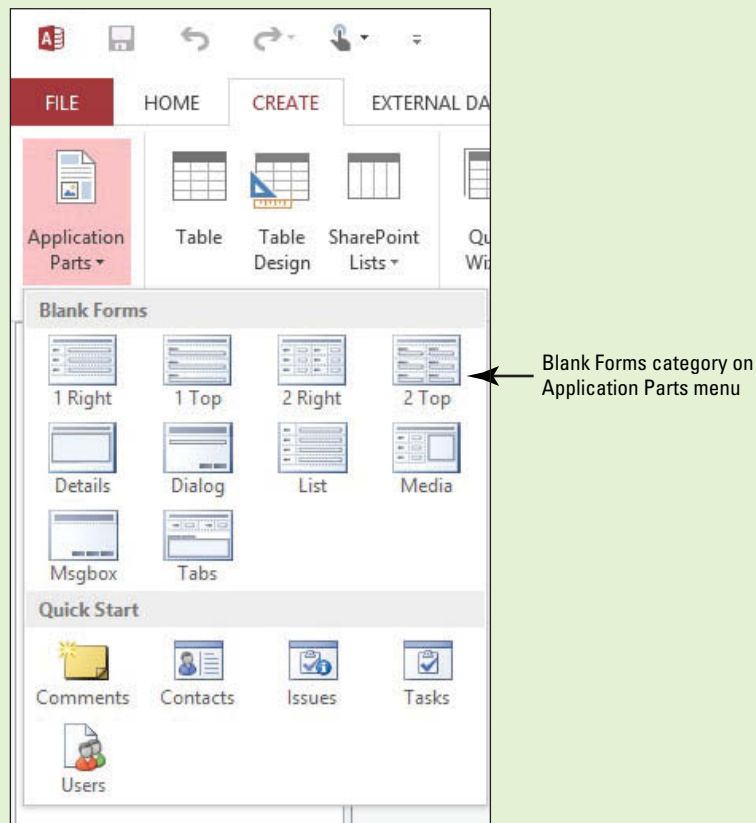 FILE HOME CREATE EXTERNAL DA
Application Parts Table Table Design SharePoint Lists Qu Wiz
Blank Forms
1 Right 1 Top 2 Right 2 Top
Blank Forms category on
Application Parts menu
Details Dialog List Media
Msgbox Tabs
Quick Start
Comments Contacts Issues Tasks
Users